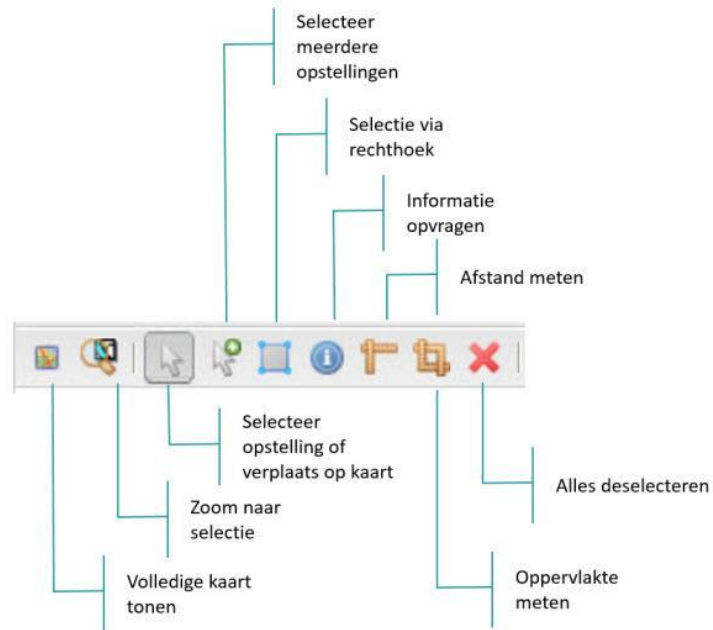 Selecteer
meerdere
opstellingen
Selectie via
rechthoek
Informatie
opvragen
Afstand meten
Selecteer
opstelling of
verplaats op kaart
Alles deselecteren
Zoom naar
selectie
Volledige kaart
tonen
Oppervlakte
meten